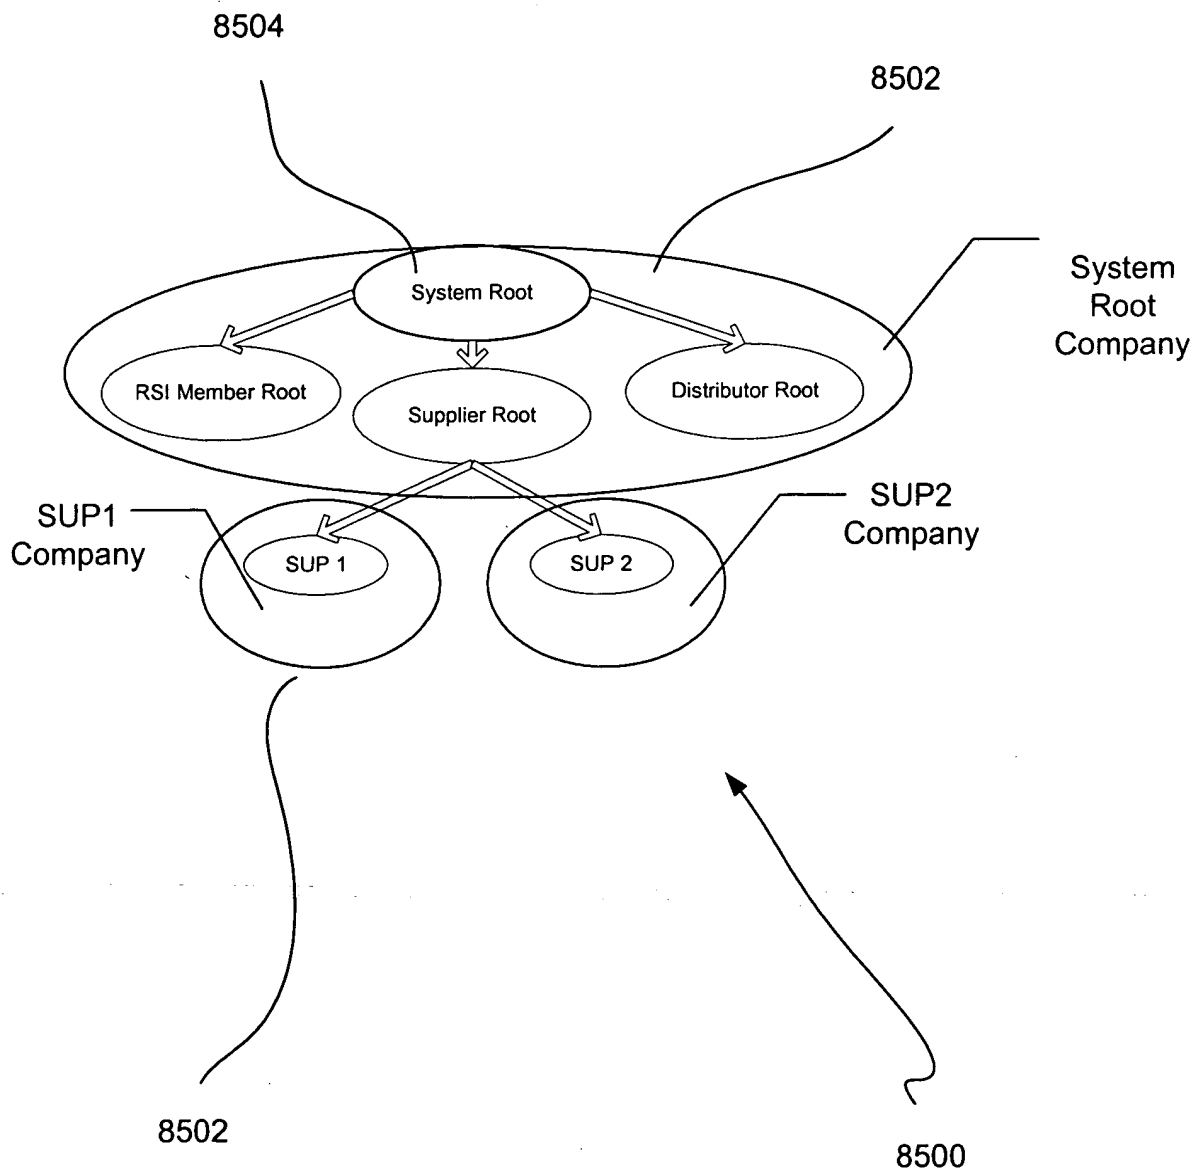 8504
8502
System
Root
Company
System Root
RSI Member Root
Supplier Root
Distributor Root
SUP1
Company
SUP2
Company
SUP 1
SUP 2
8502
8500